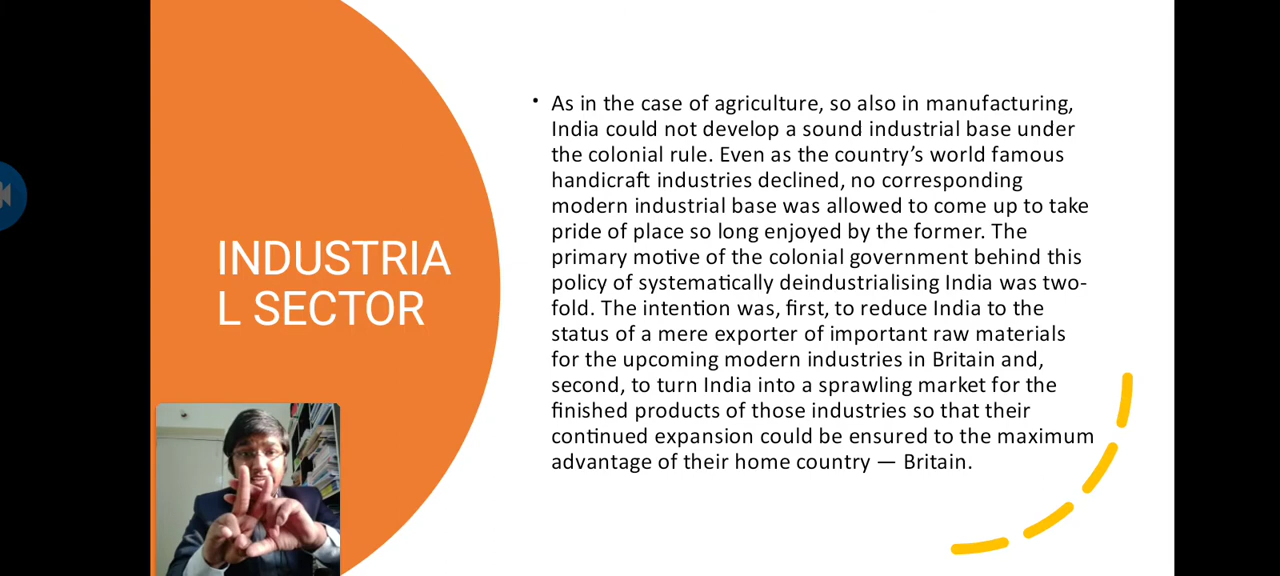 INDUSTRIA
L SECTOR
• As in the case of agriculture, so also in manufacturing,
India could not develop a sound industrial base under
the colonial rule. Even as the country’s world famous
handicraft industries declined, no corresponding
modern industrial base was allowed to come up to take
pride of place so long enjoyed by the former. The
primary motive of the colonial government behind this
policy of systematically deindustrialising India was two-
fold. The intention was, first, to reduce India to the
status of a mere exporter of important raw materials
for the upcoming modern industries in Britain and,
second, to turn India into a sprawling market for the
finished products of those industries so that their
continued expansion could be ensured to the maximum
advantage of their home country — Britain.